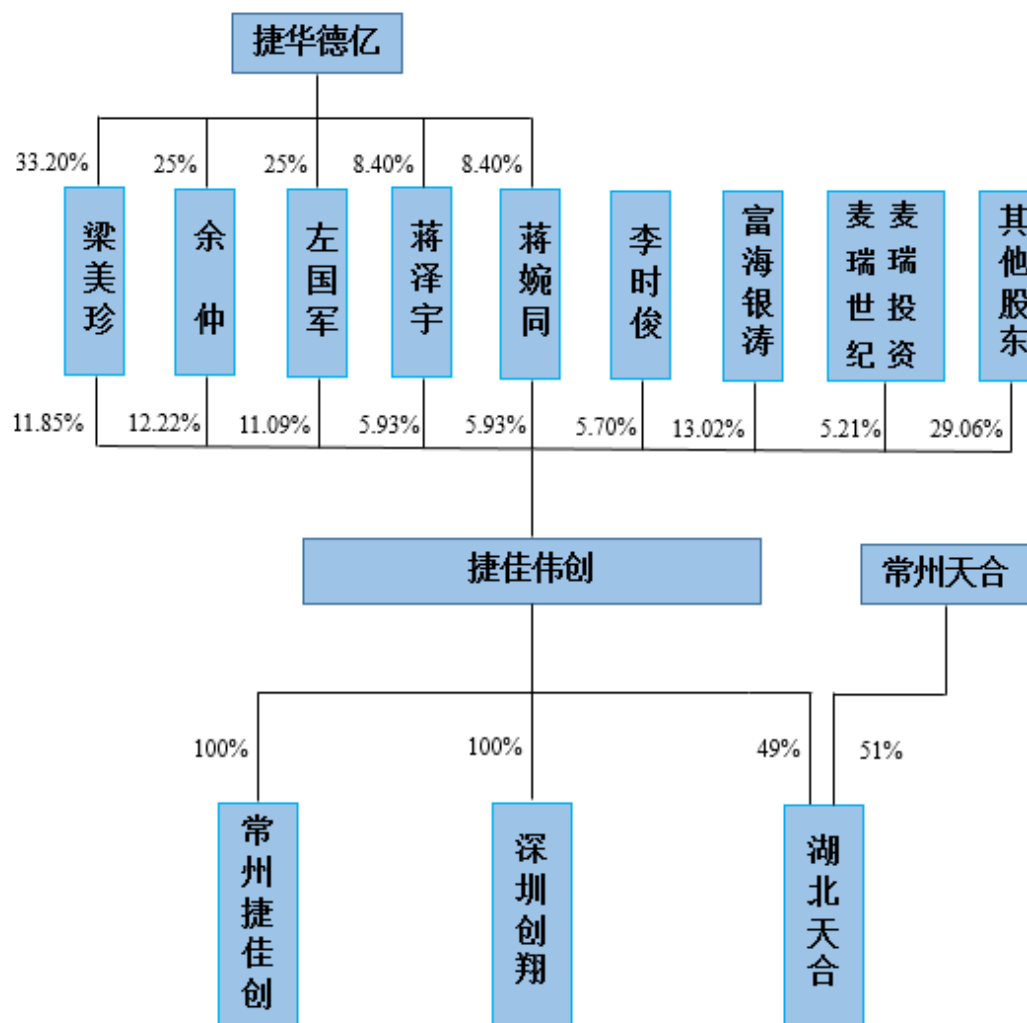 捷华德亿
33.20%
25%
25%
8.40%
8.40%
梁美珍
余仲
左国军
蒋泽宇
蒋婉同
李时俊
富海银涛
麦瑞世纪
麦瑞投资
其他股东
11.85%
12.22%
11.09%
5.93%
5.93%
5.70%
13.02%
5.21%
29.06%
捷佳伟创
常州天合
100%
100%
49%
51%
常州捷佳创
深圳创翔
湖北天合